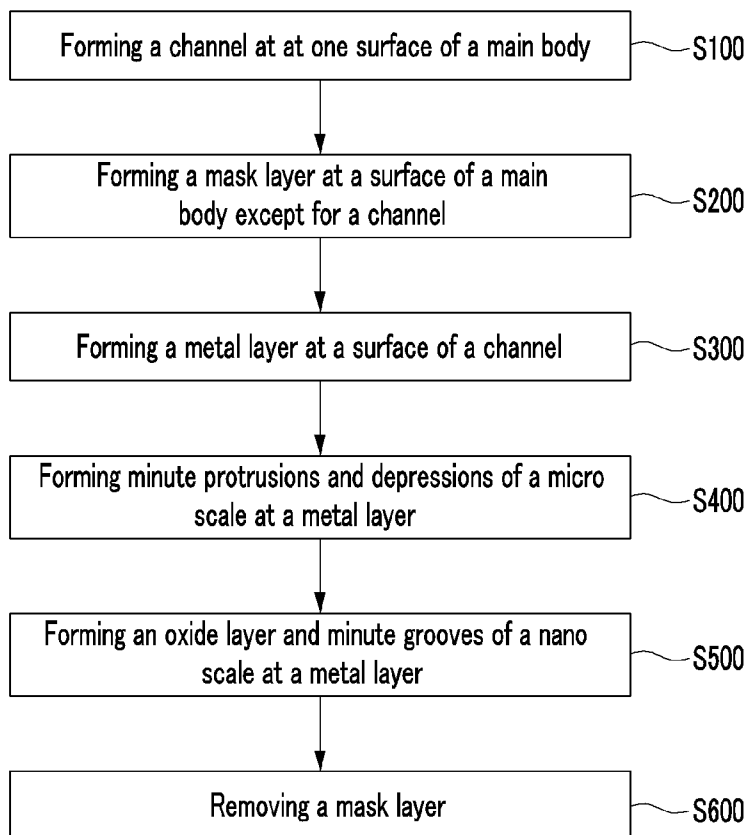 Forming a channel at at one surface of a main body
S100
Forming a mask layer at a surface of a main
body except for a channel
S200
Forming a metal layer at a surface of a channel
S300
Forming minute protrusions and depressions of a micro
scale at a metal layer
S400
Forming an oxide layer and minute grooves of a nano
scale at a metal layer
S500
Removing a mask layer
S600